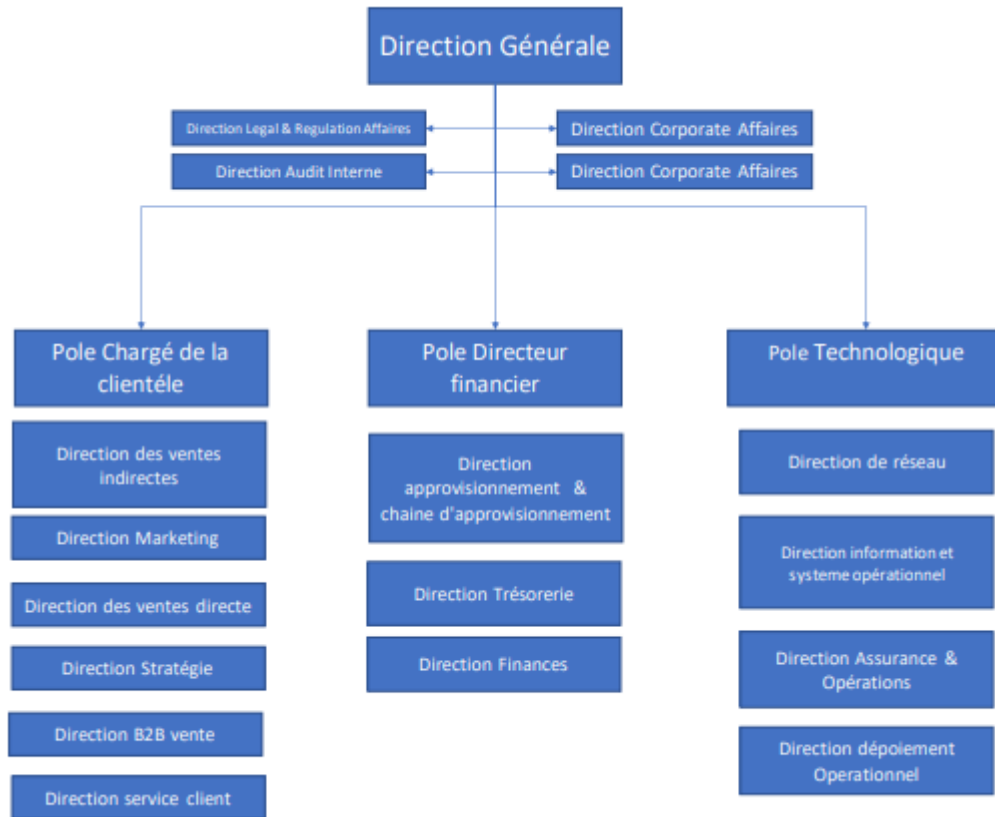 Direction Générale
Direction Legal & Regulation Affaires
Direction Corporate Affaires
Direction Audit Interne
Direction Corporate Affaires
Pole Chargé de la
clientéle
Direction des ventes
indirectes
Direction Marketing
Direction des ventes directe
Direction Stratégie
Direction B2B vente
Direction service client
Pole Directeur
financier
Direction
approvisionnement &
chaine d'approvisionnement
Direction Trésorerie
Direction Finances
Pole Technologique
Direction de réseau
Direction information et
systeme opérationnel
Direction Assurance &
Opérations
Direction dépoiement
Operationnel